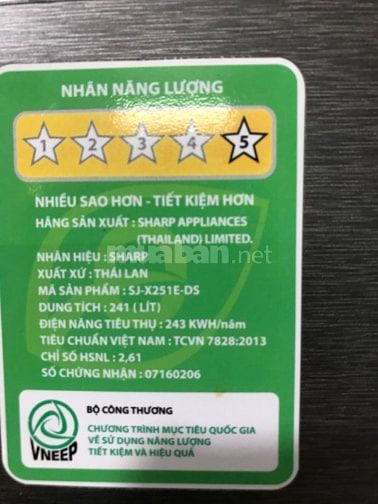 NHÃN NĂNG LƯỢNG
1 2 3 4 5
NHIỀU SAO HƠN - TIẾT KIỆM HƠN
HÃNG SẢN XUẤT : SHARP APPLIANCES
(THAILAND) LIMITED.
muaban.net
NHÃN HIỆU : SHARP
XUẤT XỨ : THÁI LAN
MÃ SẢN PHẨM : SJ-X251E-DS
DUNG TÍCH : 241 ( LÍT)
ĐIỆN NĂNG TIÊU THỤ : 243 KWH/năm
TIÊU CHUẨN VIỆT NAM : TCVN 7828:2013
CHỈ SỐ HSNL : 2,61
SỐ CHỨNG NHẬN : 07160206
BỘ CÔNG THƯƠNG
CHƯƠNG TRÌNH MỤC TIÊU QUỐC GIA
VỀ SỬ DỤNG NĂNG LƯỢNG
TIẾT KIỆM VÀ HIỆU QUẢ
VNEEP